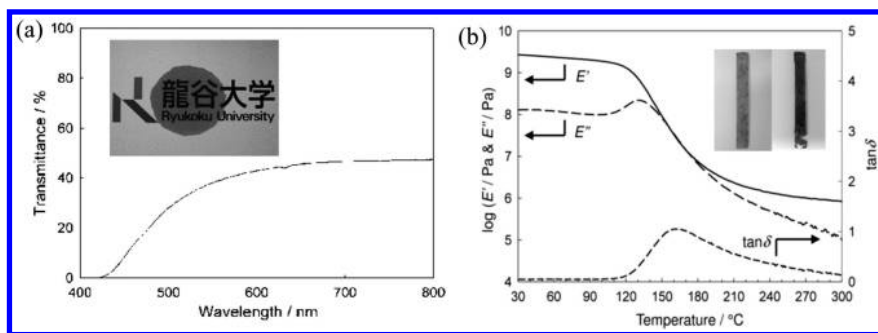 (a)
100
80
60
40
20
0
Transmittance / %
龍谷大学
Ryukoku University
400
500
600
700
800
Wavelength / nm
(b)
10
9
8
7
6
5
4
log (E' / Pa & E" / Pa)
E'
E"
tanδ
5
4
3
2
1
0
tanδ
30
60
90
120
150
180
210
240
270
300
Temperature / °C